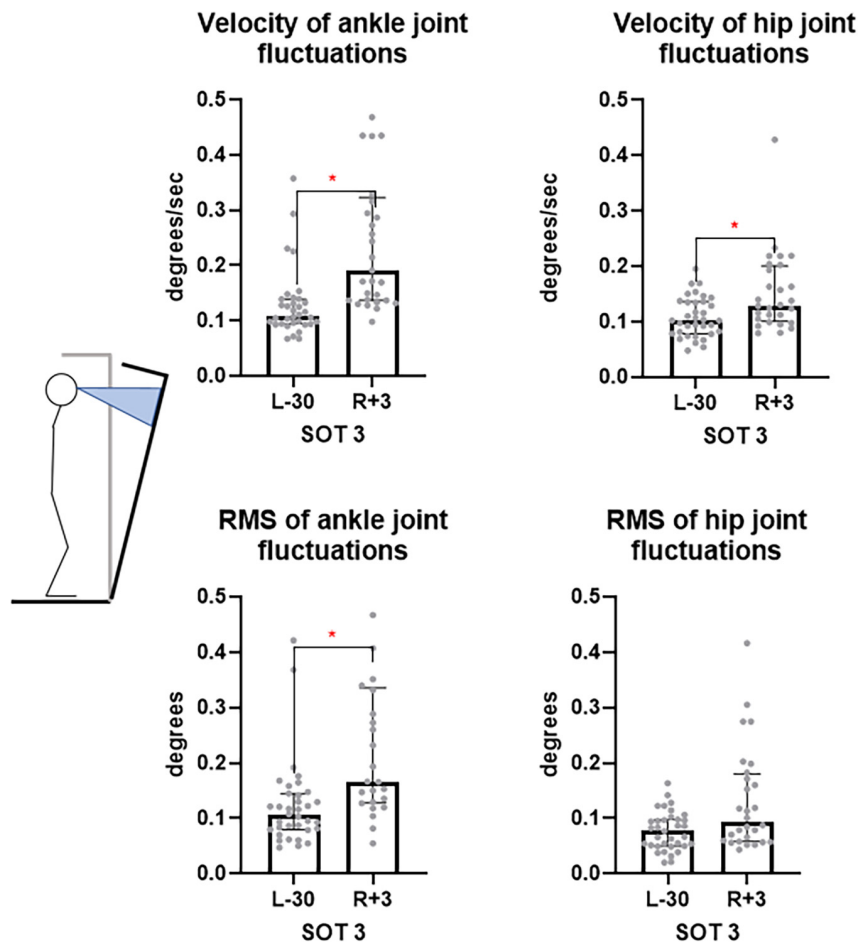 Velocity of ankle joint
fluctuations
degrees/sec
0.5
0.4
0.3
0.2
0.1
0.0
*
L-30 R+3
SOT 3
Velocity of hip joint
fluctuations
degrees/sec
0.5
0.4
0.3
0.2
0.1
0.0
*
L-30 R+3
SOT 3
RMS of ankle joint
fluctuations
degrees
0.5
0.4
0.3
0.2
0.1
0.0
*
L-30 R+3
SOT 3
RMS of hip joint
fluctuations
degrees
0.5
0.4
0.3
0.2
0.1
0.0
L-30 R+3
SOT 3